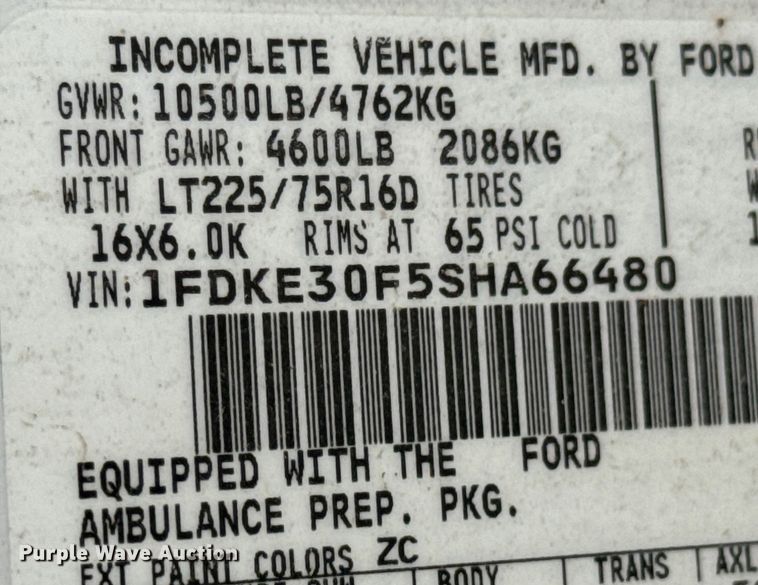 INCOMPLETE VEHICLE MFD. BY FORD
GVWR: 10500LB/4762KG
FRONT GAWR: 4600LB 2086KG
WITH LT225/75R16D TIRES
16X6.0K RIMS AT 65 PSI COLD
VIN: 1FDKE30F5SHA66480
EQUIPPED WITH THE FORD
AMBULANCE PREP. PKG.
Purple Wave Auction
EXT PAINT COLORS ZC
BODY TRANS AXL